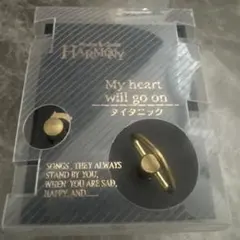 HARMONY
My heart
will go on
タイタニック
SONGS, THEY ALWAYS
STAND BY YOU,
WHEN YOU ARE SAD,
HAPPY, AND......